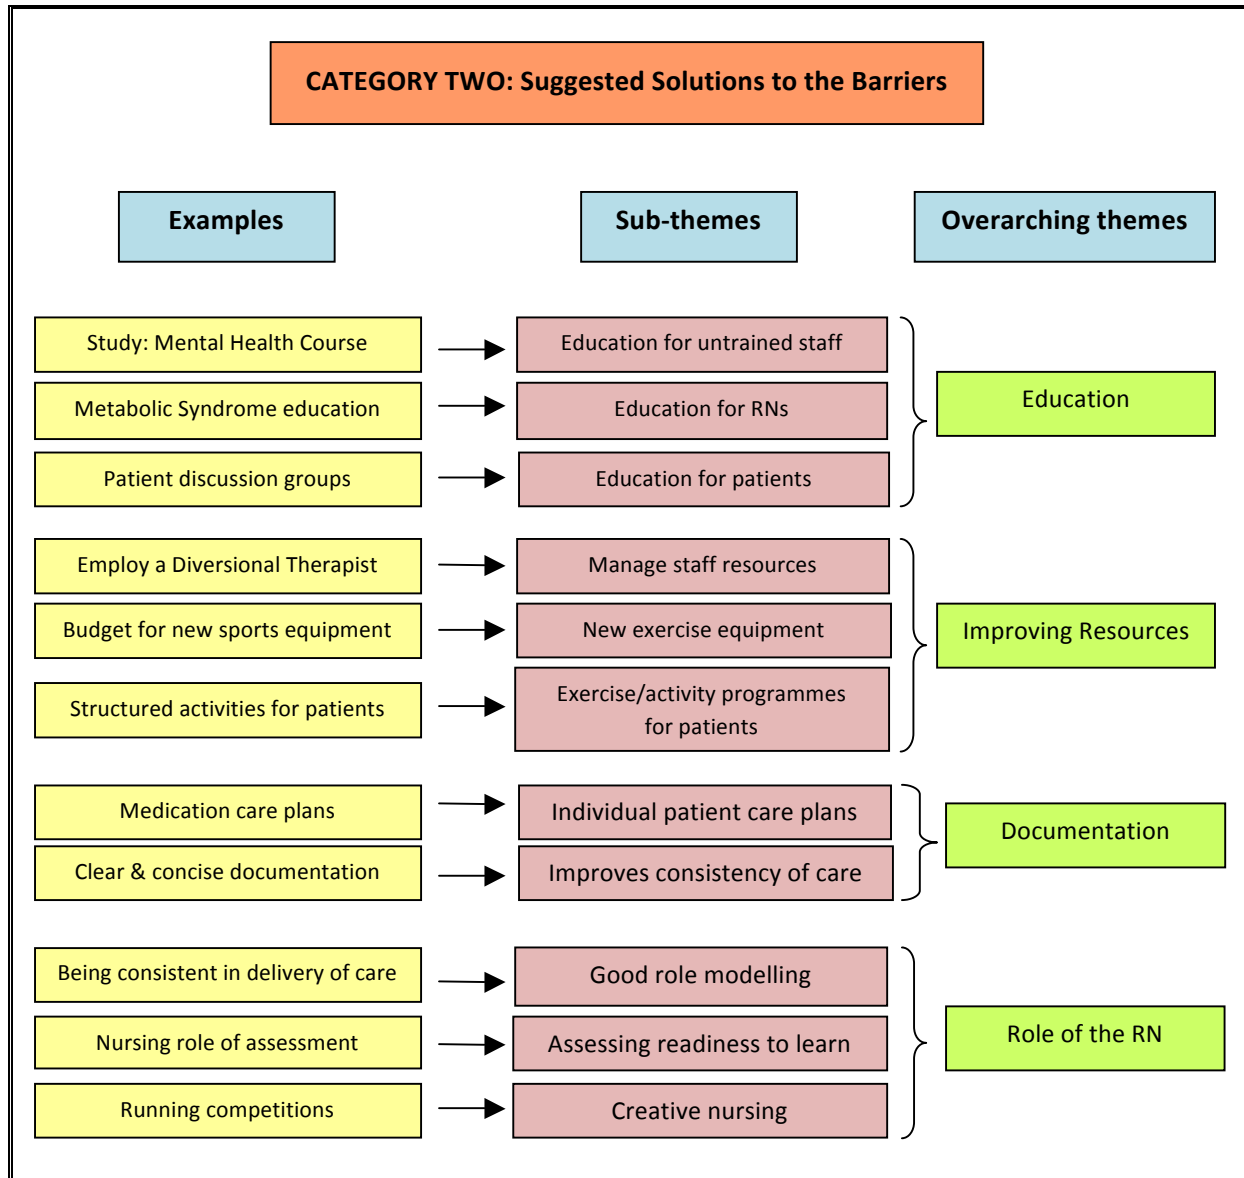 CATEGORY TWO: Suggested Solutions to the Barriers
Examples
Sub-themes
Overarching themes
Study: Mental Health Course
Education for untrained staff
Metabolic Syndrome education
Education for RNs
Education
Patient discussion groups
Education for patients
Employ a Diversional Therapist
Manage staff resources
Budget for new sports equipment
New exercise equipment
Improving Resources
Structured activities for patients
Exercise/activity programmes
for patients
Medication care plans
Individual patient care plans
Documentation
Clear & concise documentation
Improves consistency of care
Being consistent in delivery of care
Good role modelling
Nursing role of assessment
Assessing readiness to learn
Role of the RN
Running competitions
Creative nursing